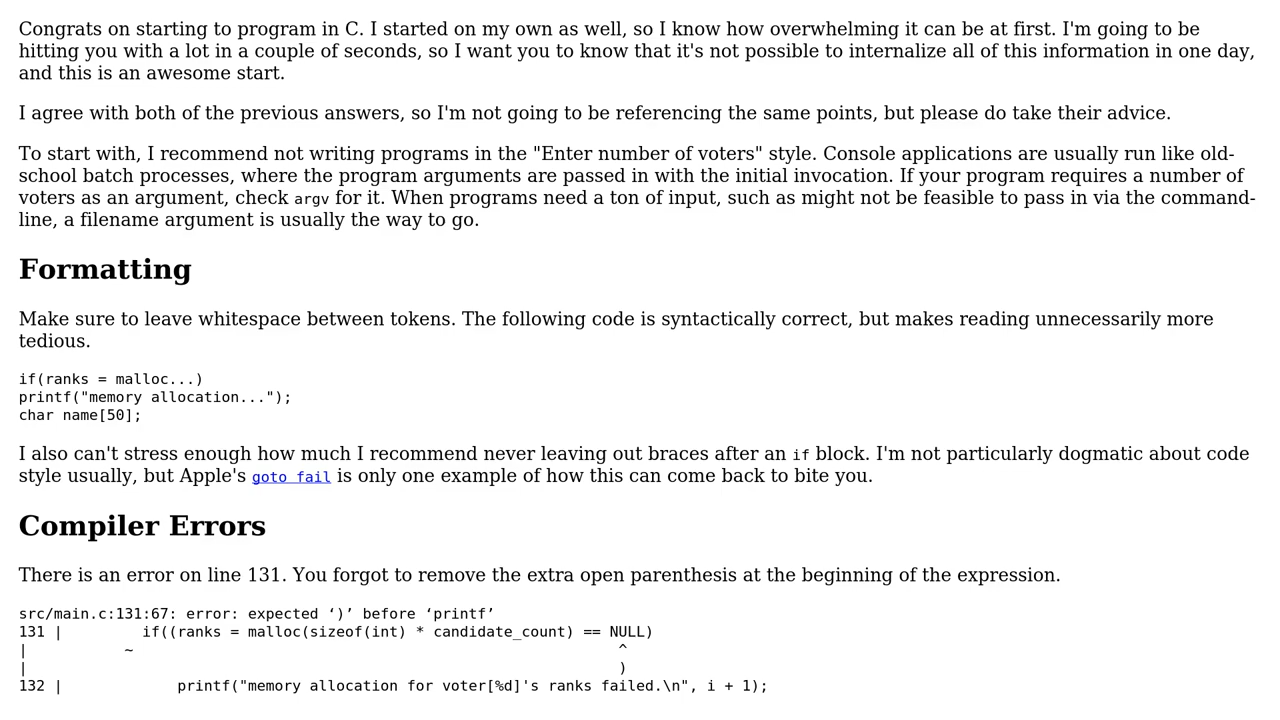 Congrats on starting to program in C. I started on my own as well, so I know how overwhelming it can be at first. I'm going to be
hitting you with a lot in a couple of seconds, so I want you to know that it's not possible to internalize all of this information in one day,
and this is an awesome start.
I agree with both of the previous answers, so I'm not going to be referencing the same points, but please do take their advice.
To start with, I recommend not writing programs in the "Enter number of voters" style. Console applications are usually run like old-
school batch processes, where the program arguments are passed in with the initial invocation. If your program requires a number of
voters as an argument, check argv for it. When programs need a ton of input, such as might not be feasible to pass in via the command-
line, a filename argument is usually the way to go.
Formatting
Make sure to leave whitespace between tokens. The following code is syntactically correct, but makes reading unnecessarily more
tedious.
if(ranks = malloc...)
printf("memory allocation...");
char name[50];
I also can't stress enough how much I recommend never leaving out braces after an if block. I'm not particularly dogmatic about code
style usually, but Apple's goto fail is only one example of how this can come back to bite you.
Compiler Errors
There is an error on line 131. You forgot to remove the extra open parenthesis at the beginning of the expression.
src/main.c:131:67: error: expected ‘)’ before ‘printf’
131 |         if((ranks = malloc(sizeof(int) * candidate_count) == NULL)
|           ~                                                       ^
|                                                                   )
132 |             printf("memory allocation for voter[%d]'s ranks failed.\n", i + 1);